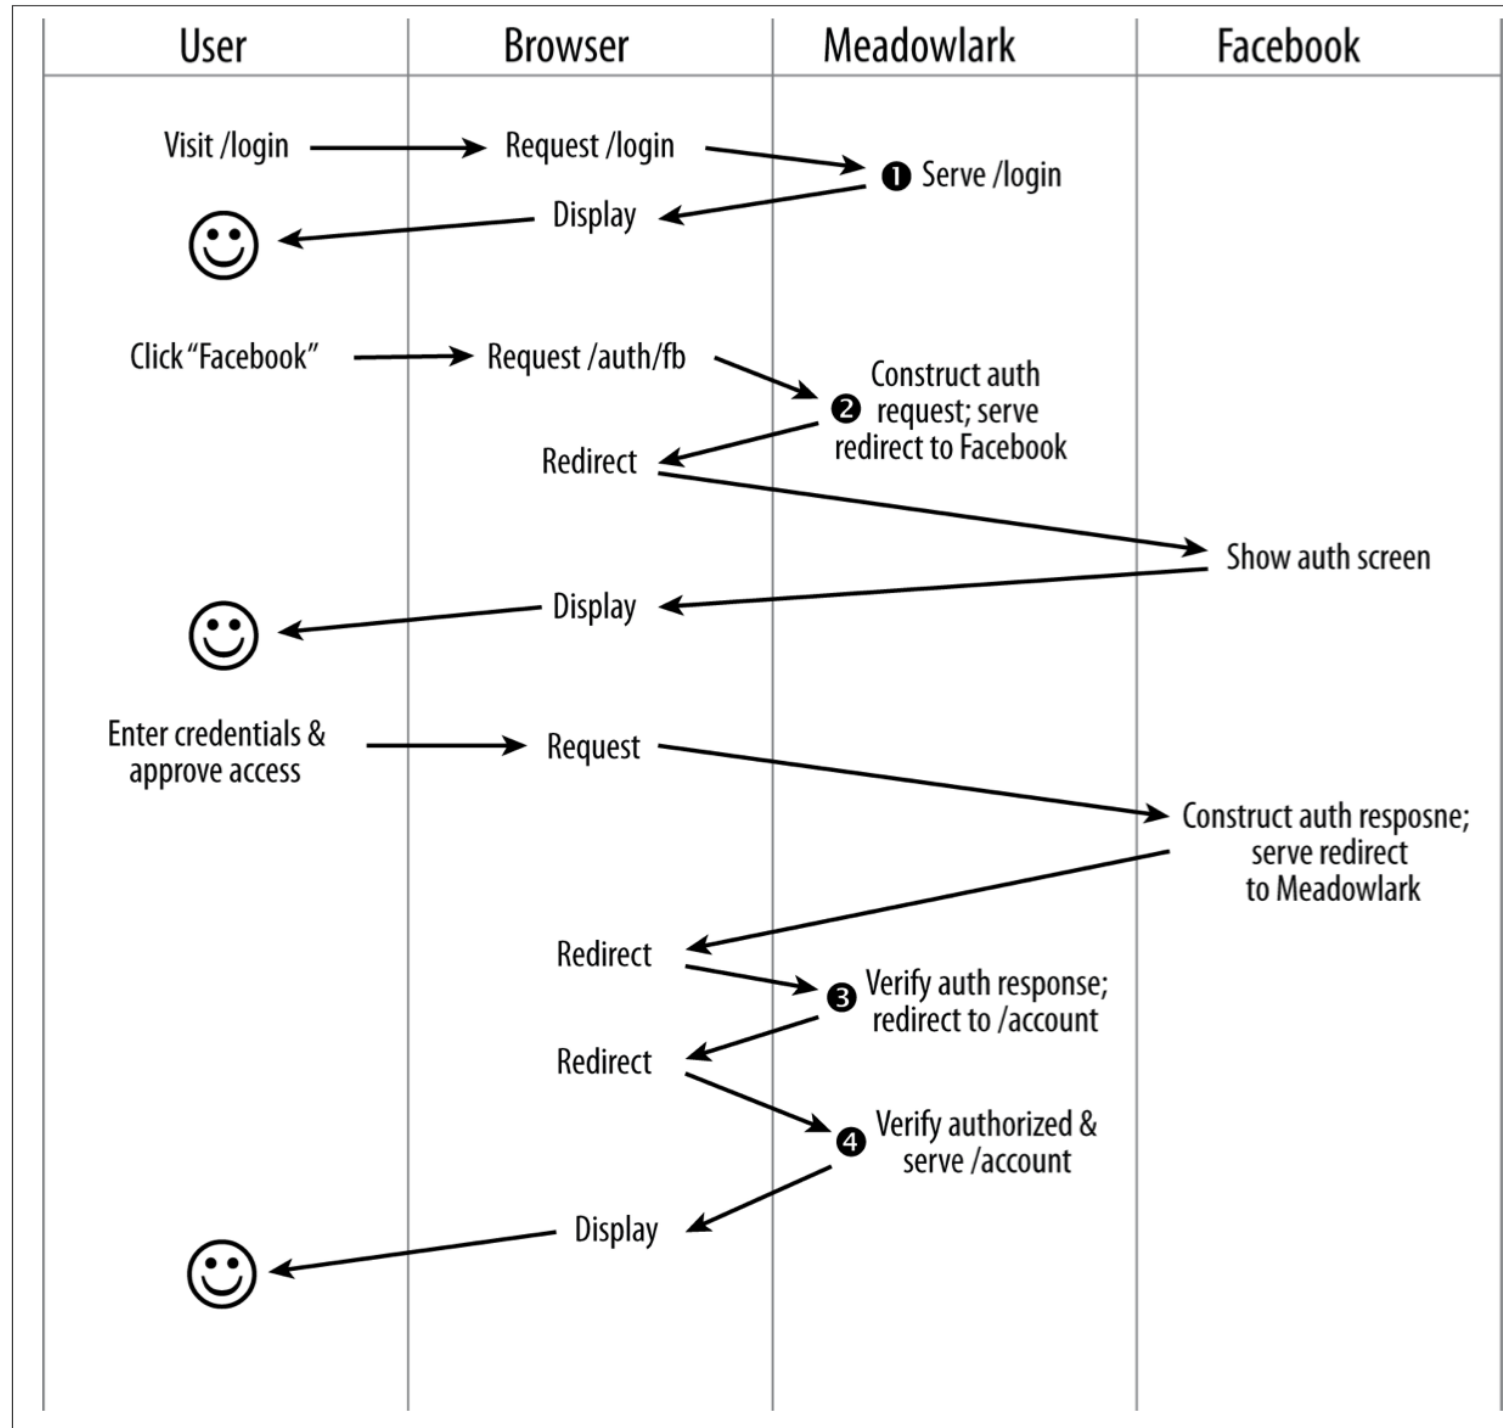 User Browser Meadowlark Facebook
Visit /login Request /login
❶ Serve /login
Display
Click “Facebook” Request /auth/fb
Construct auth
❷ request; serve
redirect to Facebook
Redirect
Show auth screen
Display
Enter credentials &
approve access
Request
Construct auth resposne;
serve redirect
to Meadowlark
Redirect
❸ Verify auth response;
redirect to /account
Redirect
❹ Verify authorized &
serve /account
Display